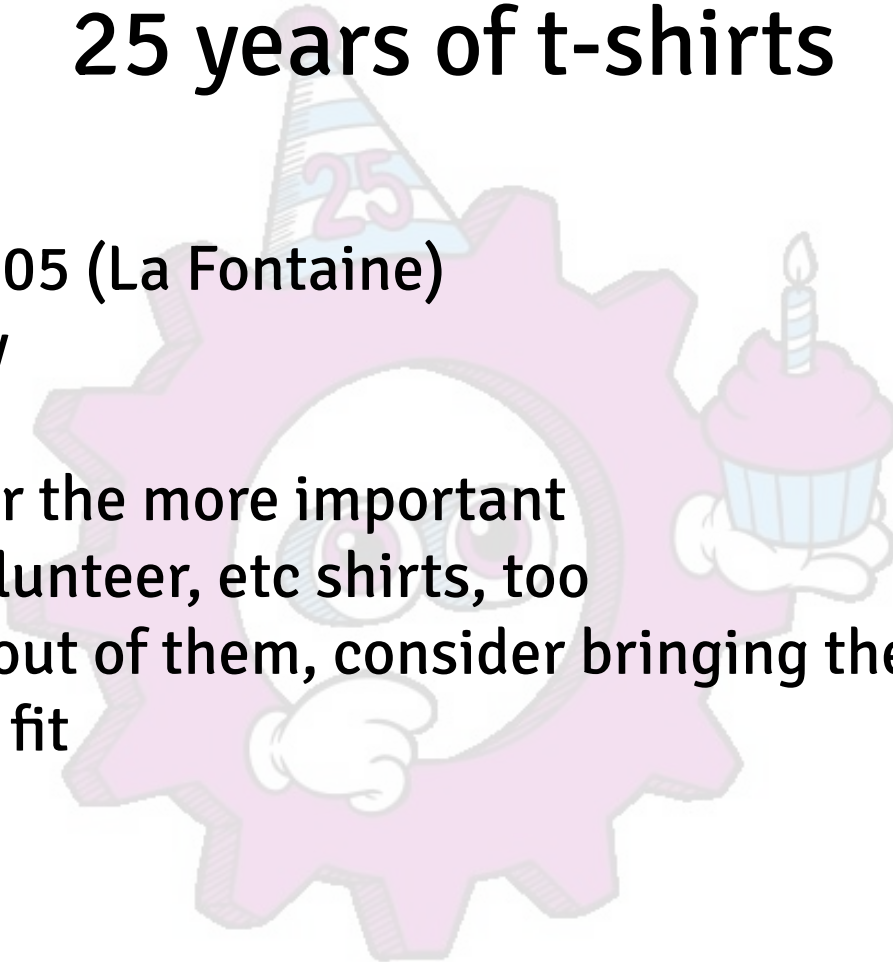 25 years of t-shirts
25
05 (La Fontaine)
r the more important
lunteer, etc shirts, too
out of them, consider bringing the
fit